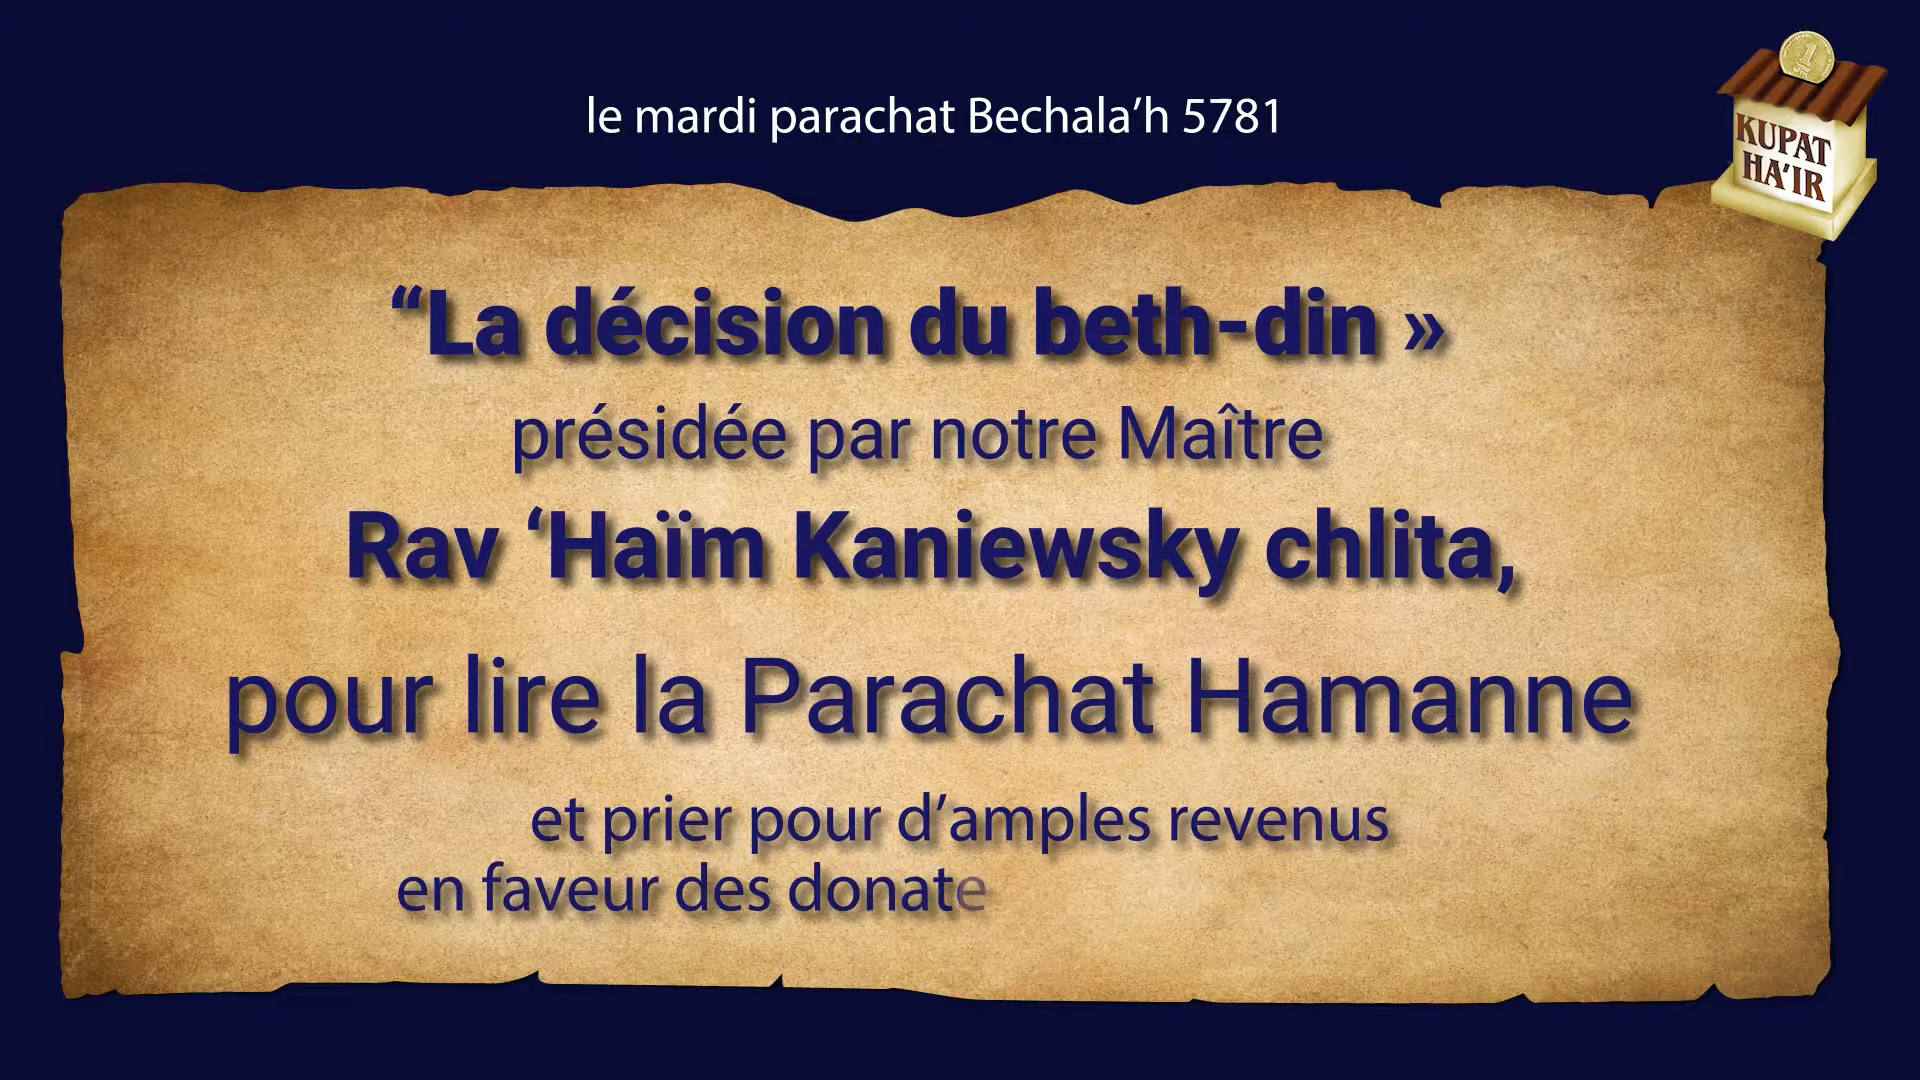 le mardi parachat Bechala’h 5781
KUPAT
HA’IR
“La décision du beth-din »
présidée par notre Maître
Rav ‘Haïm Kaniewsky chlita,
pour lire la Parachat Hamanne
et prier pour d’amples revenus
en faveur des donate